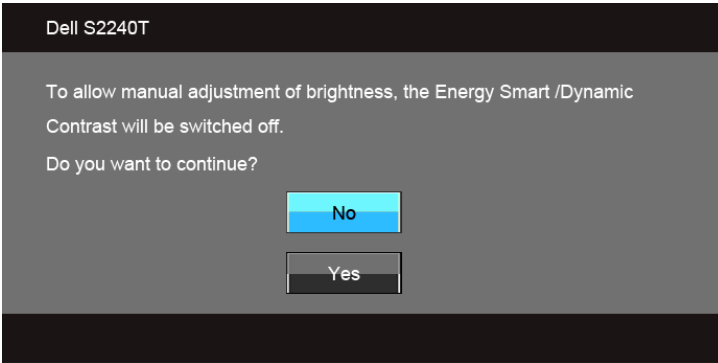 Dell S2240T
To allow manual adjustment of brightness, the Energy Smart /Dynamic
Contrast will be switched off.
Do you want to continue?
No
Yes